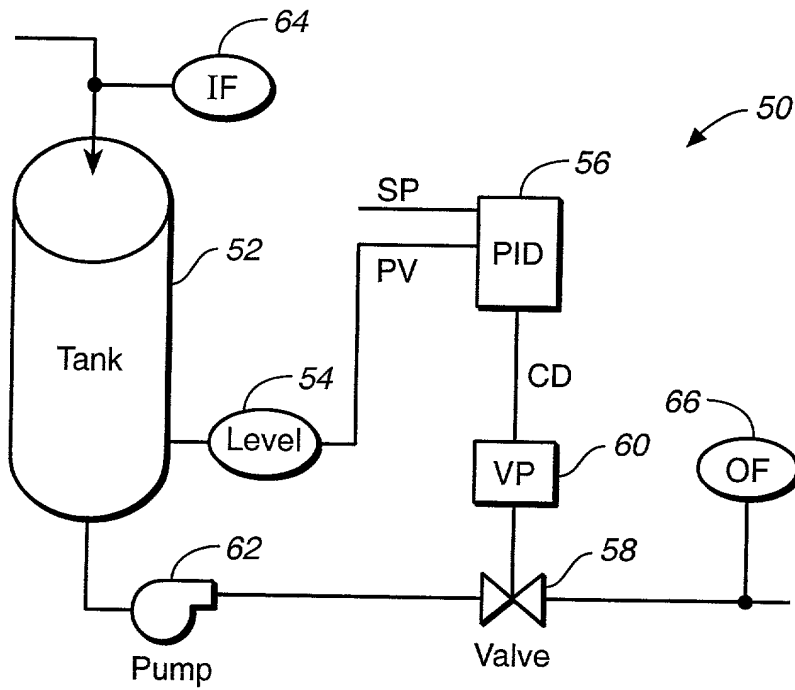 64
IF
50
56
SP
PID
PV
52
Tank
54
Level
CD
66
60
VP
OF
62
58
Pump
Valve